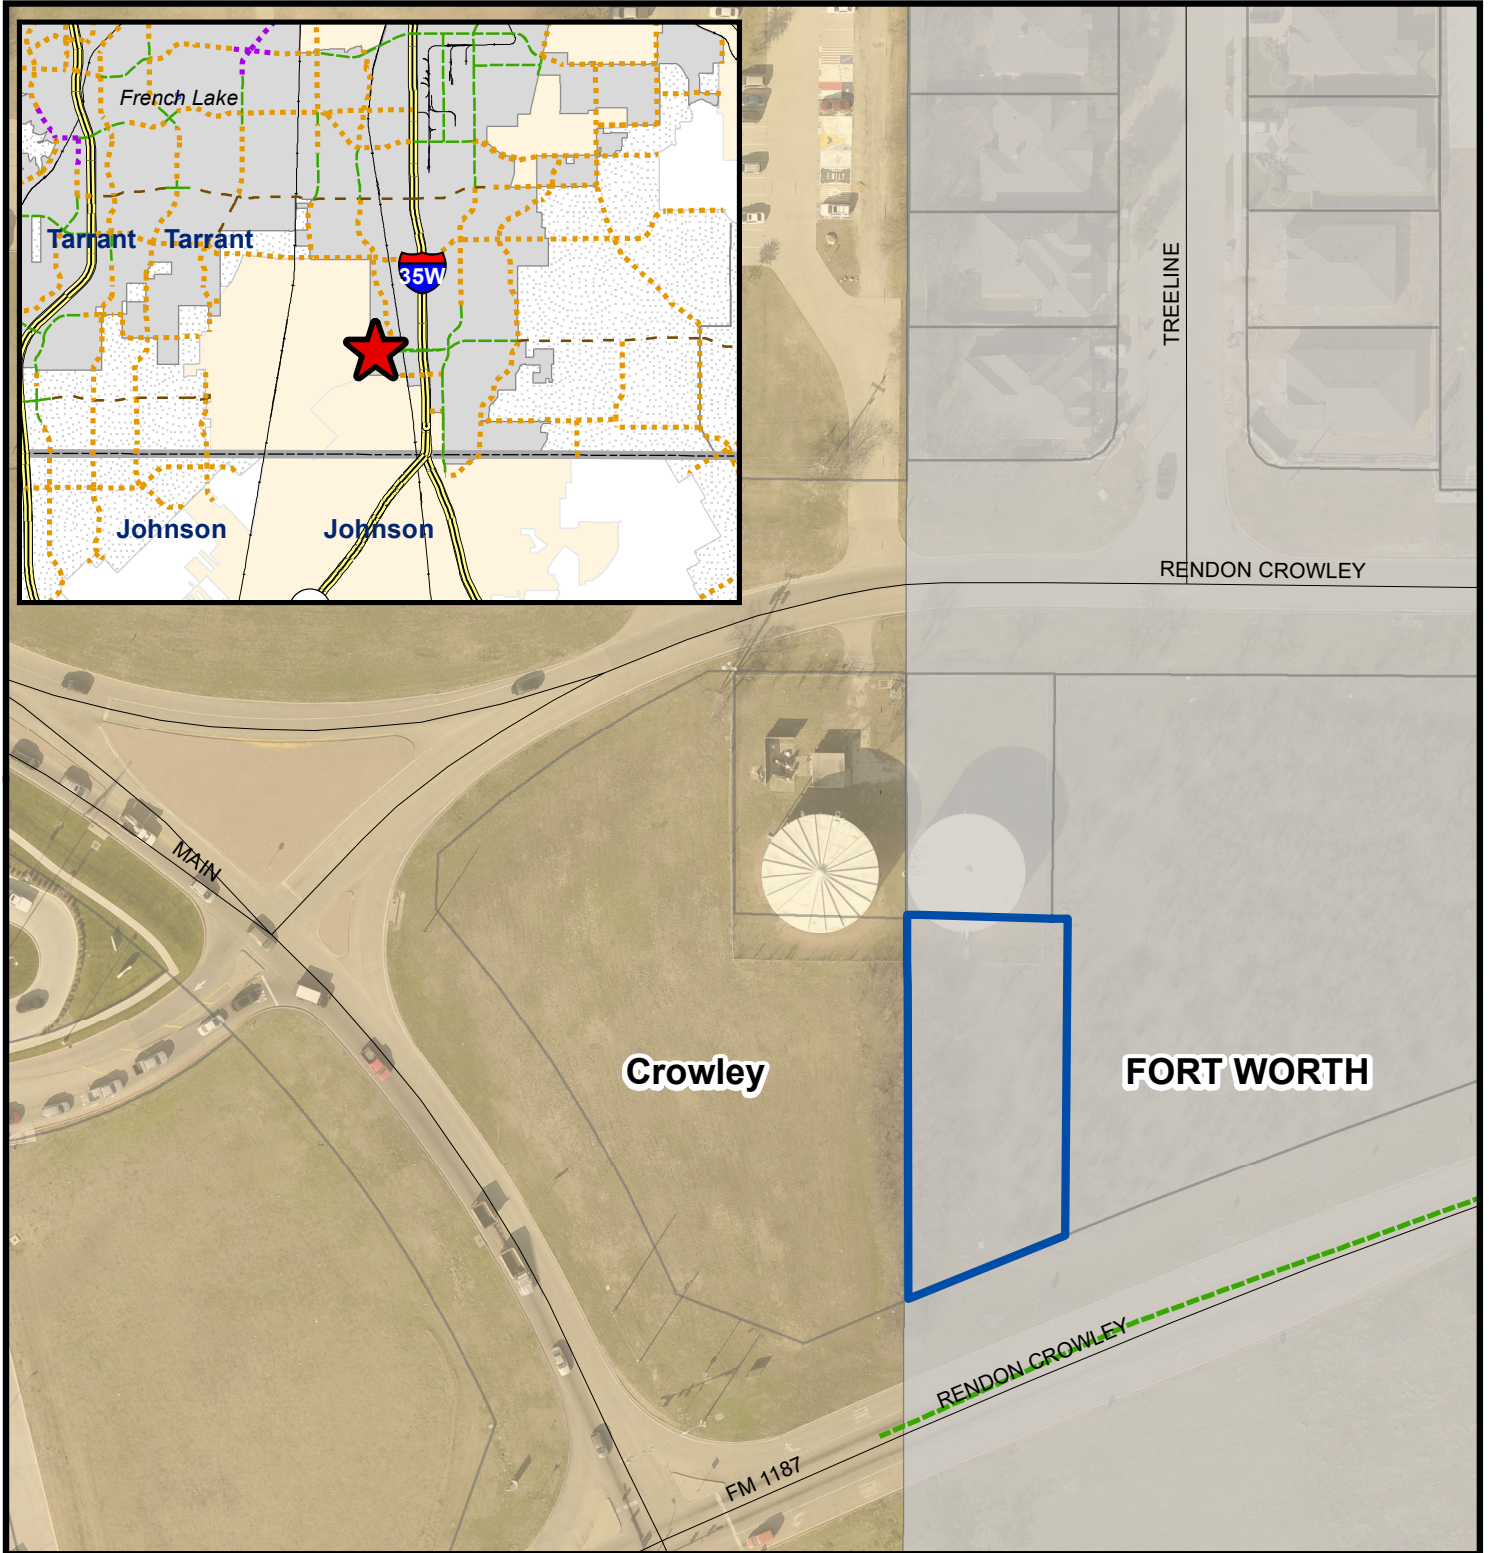 French Lake
Tarrant
Tarrant
35W
Johnson
Johnson
TREELINE
RENDON CROWLEY
MAIN
Crowley
FORT WORTH
RENDON CROWLEY
FM 1187